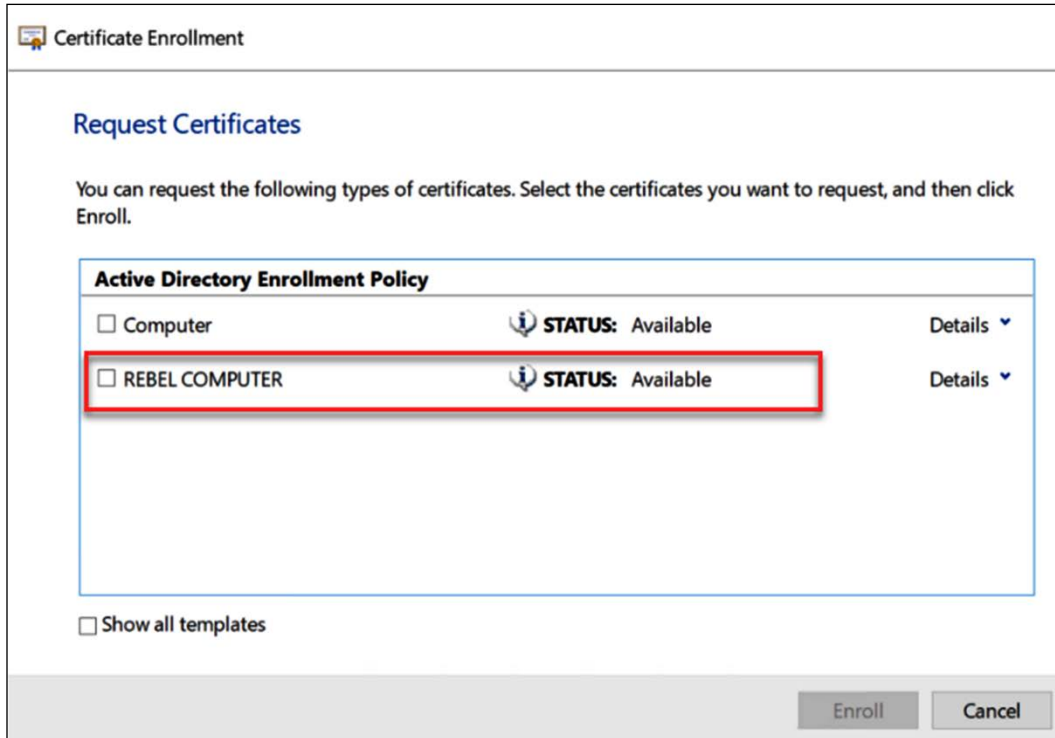 Certificate Enrollment
Request Certificates
You can request the following types of certificates. Select the certificates you want to request, and then click
Enroll.
Active Directory Enrollment Policy
Computer STATUS: Available Details
REBEL COMPUTER STATUS: Available Details
Show all templates
Enroll Cancel